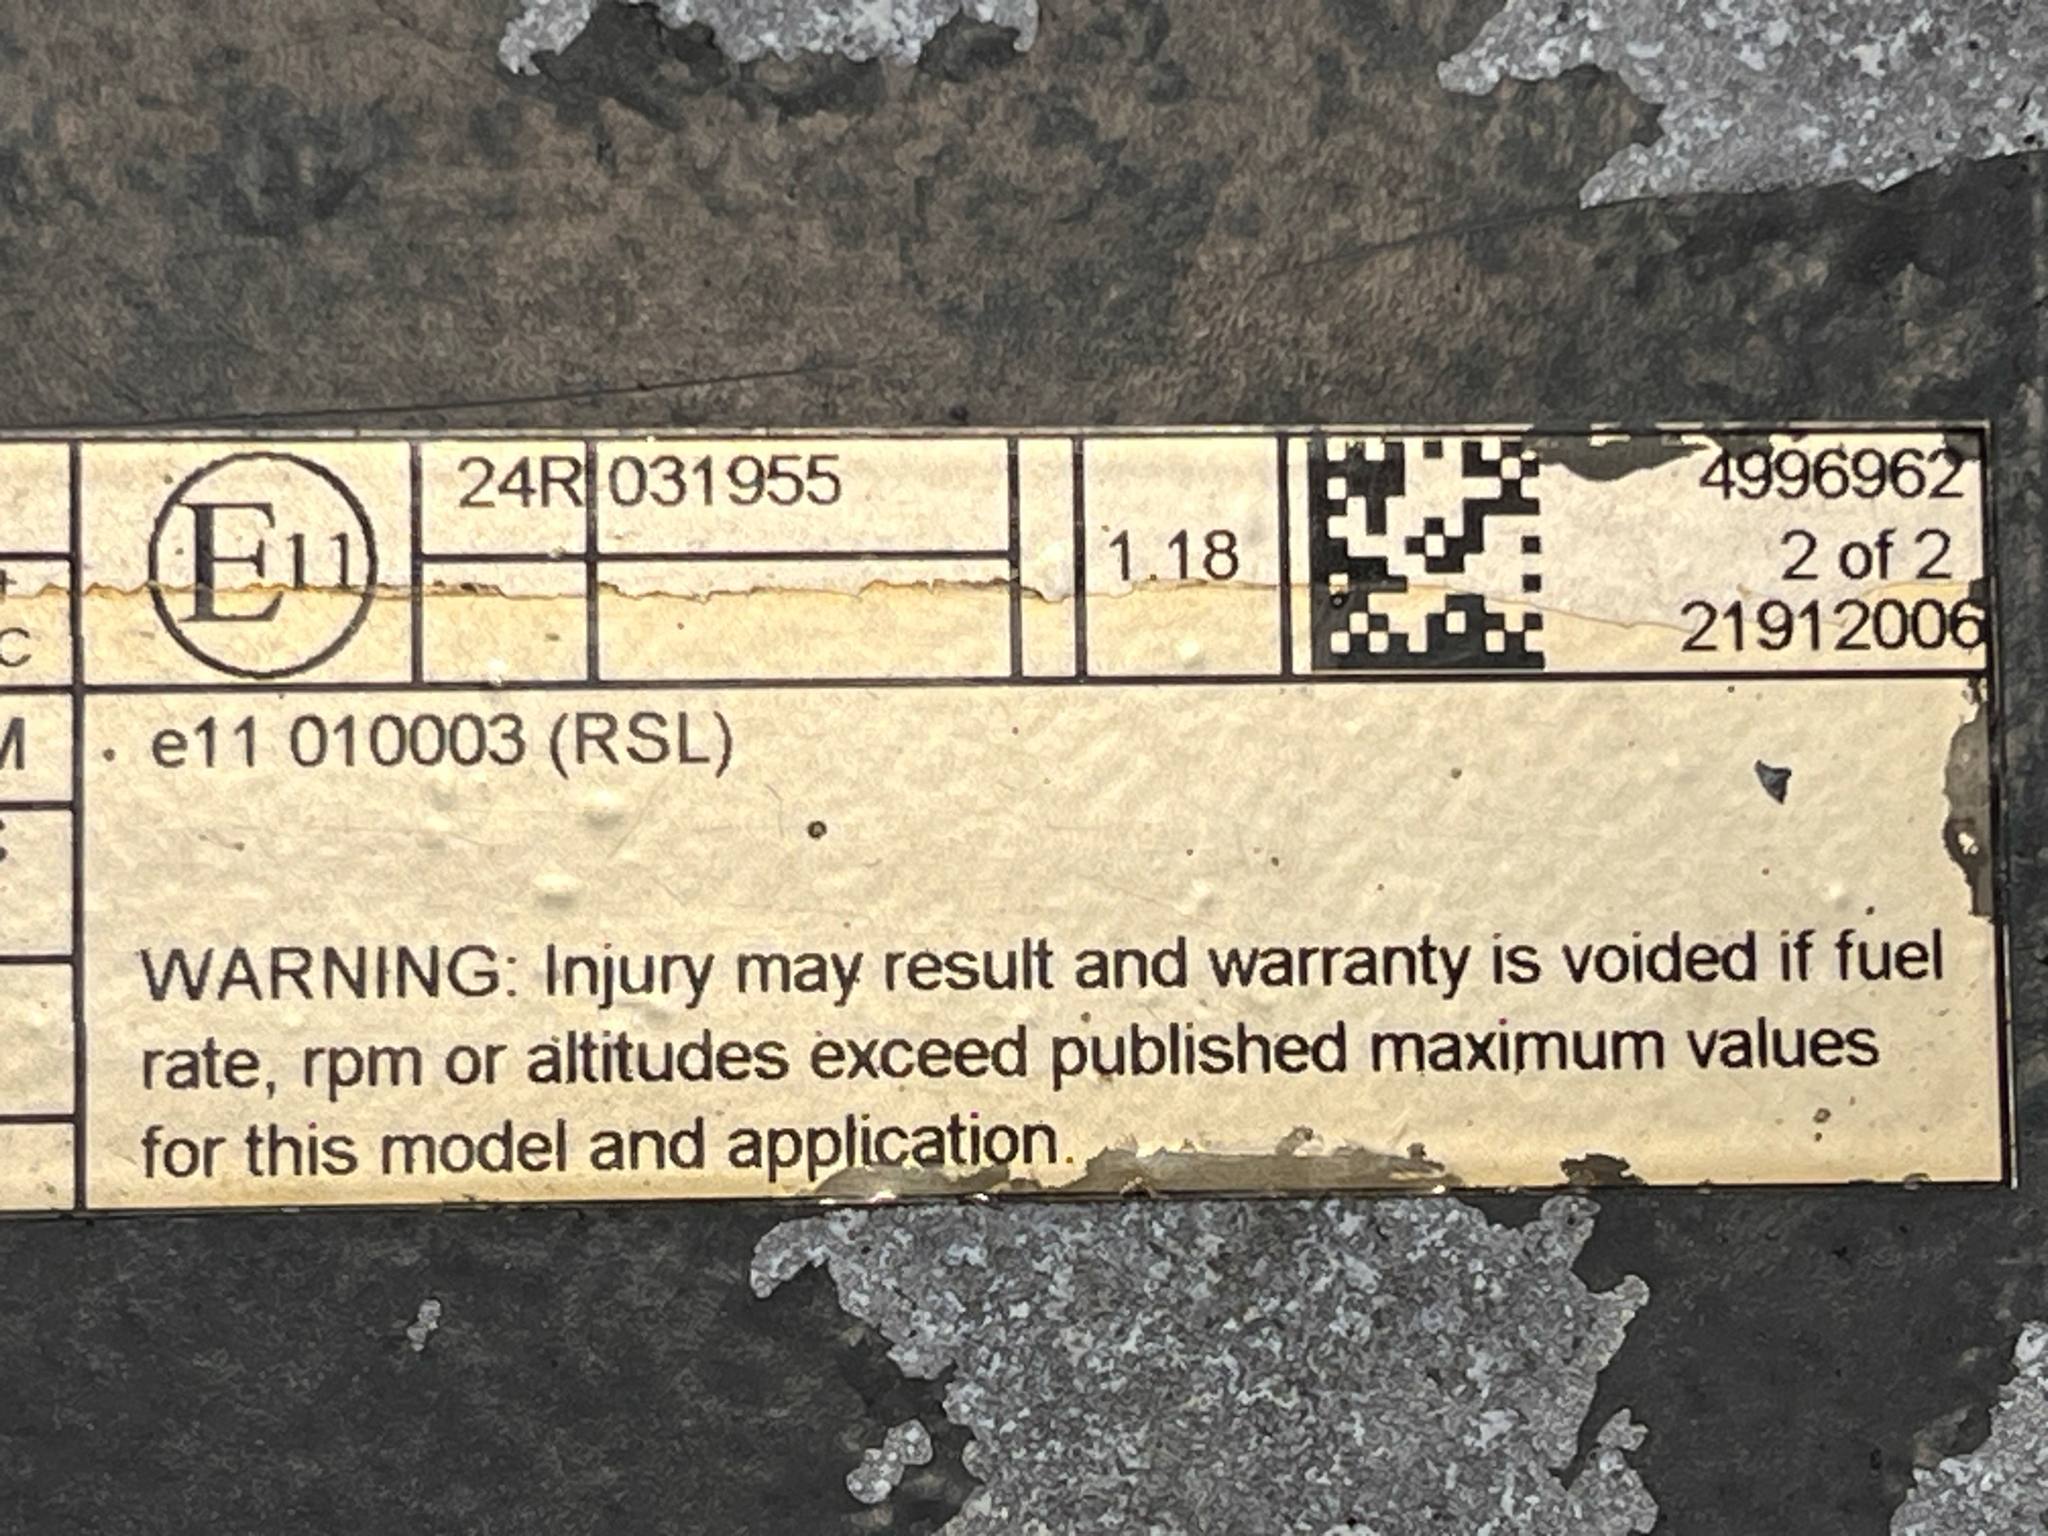 E11
24R 031955
1.18
4996962
2 of 2
21912006
C
M
e11 010003 (RSL)
WARNING: Injury may result and warranty is voided if fuel
rate, rpm or altitudes exceed published maximum values
for this model and application.